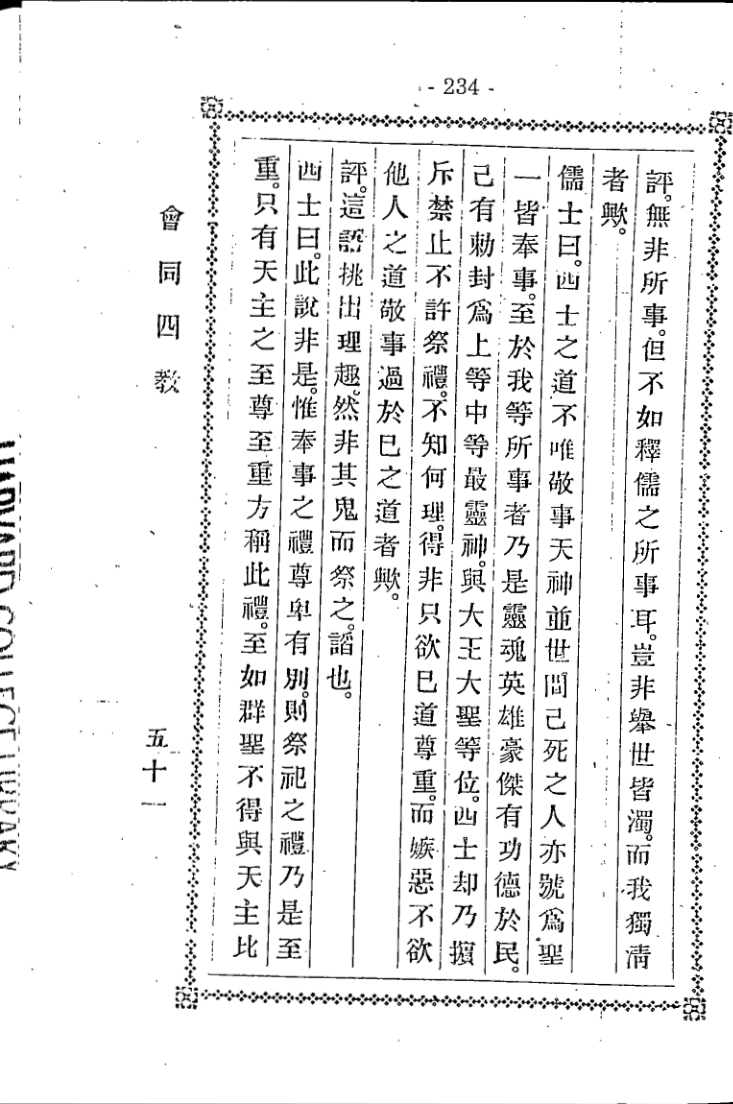 - 234 -
評。無非所事。但不如釋儒之所事耳。豈非舉世皆濁。而我獨淸
者歟。
儒士曰。西士之道不唯敬事天神並世間己死之人亦號爲聖
一皆奉事。至於我等所事者乃是靈魂英雄豪傑有功德於民。
己有勅封爲上等中等最靈神。與大王大聖等位。西士却乃擯
斥禁止不許祭禮。不知何理。得非只欲巳道尊重。而嫉惡不欲
他人之道敬事過於巳之道者歟。
評。這語挑出理趣。然非其鬼而祭之。謟也。
西士曰。此說非是。惟奉事之禮尊卑有別。則祭祀之禮乃是至
重。只有天主之至尊至重方稱此禮。至如群聖不得與天主比
會同四教
五十一
HARVARD COLLEGE LIBRARY